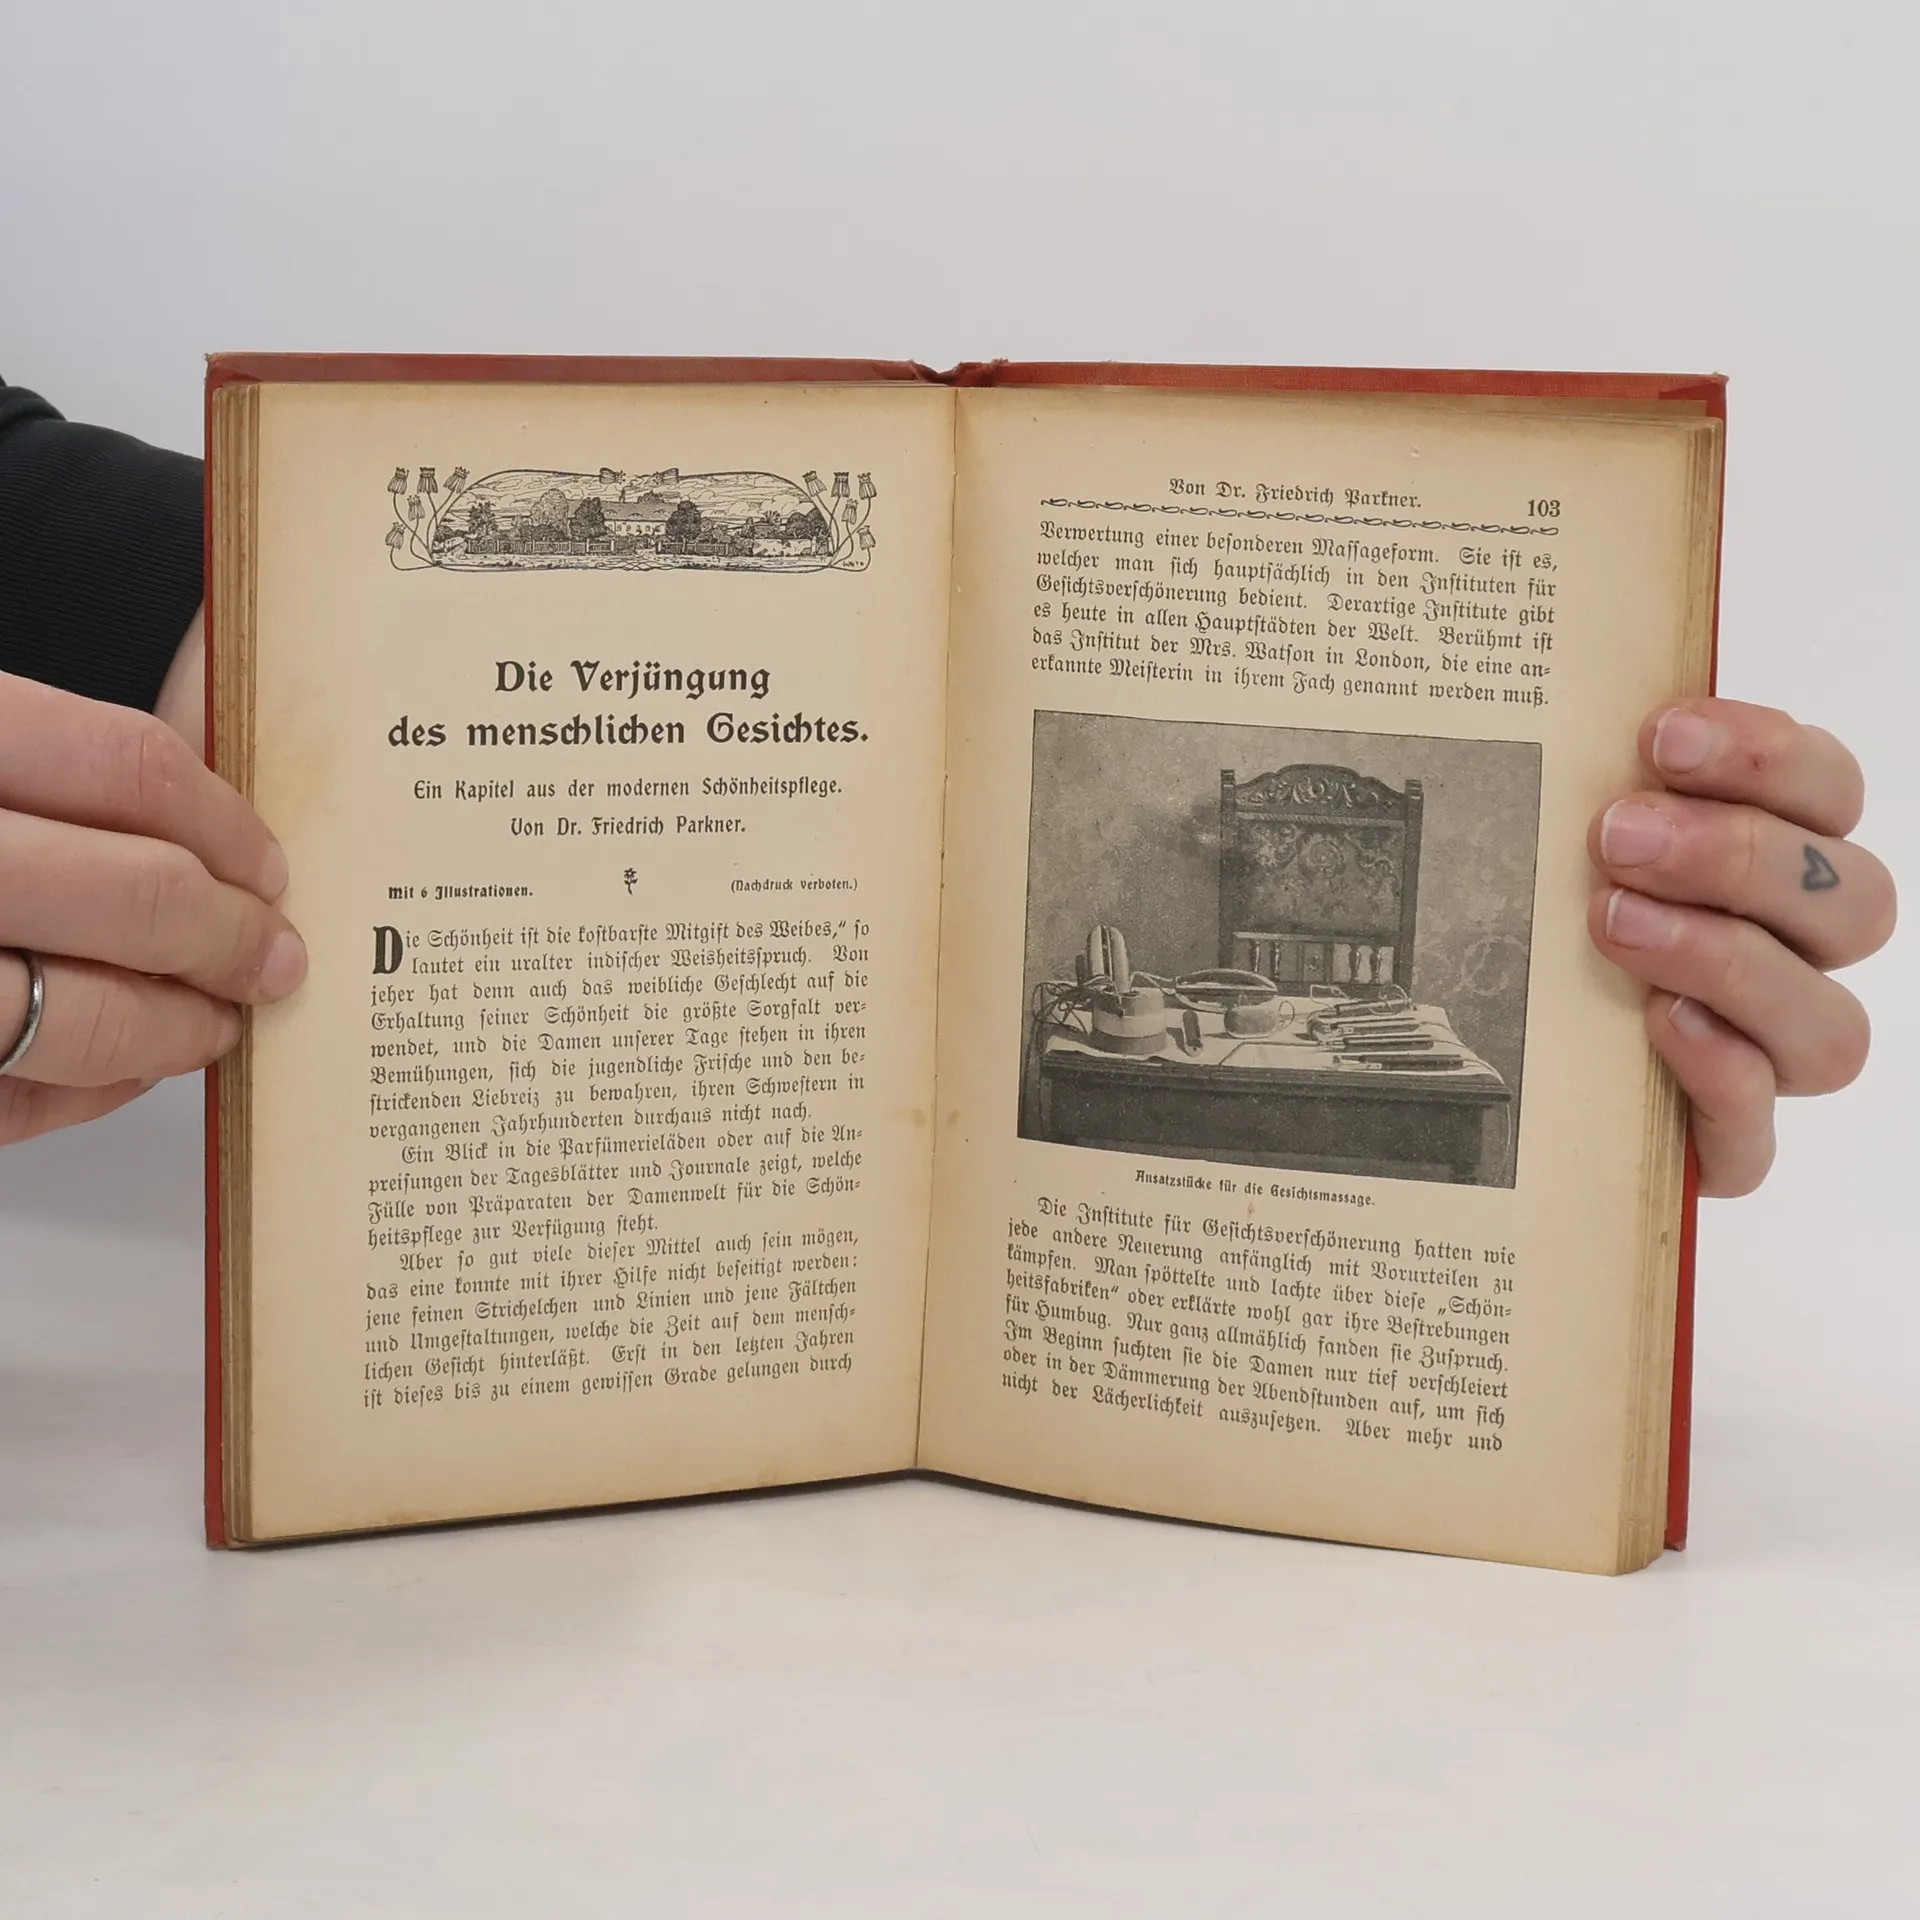 Die Verjüngung
des menschlichen Gesichtes.
Ein Kapitel aus der modernen Schönheitspflege.
Von Dr. Friedrich Parkner.
Mit 6 Illustrationen.
(Nachdruck verboten.)
Die Schönheit ist die kostbarste Mitgift des Weibes,“ so
lautet ein uralter indischer Weisheitsspruch. Von
jeher hat denn auch das weibliche Geschlecht auf die
Erhaltung seiner Schönheit die größte Sorgfalt ver-
wendet, und die Damen unserer Tage stehen in ihren
Bemühungen, sich die jugendliche Frische und den be-
strickenden Liebreiz zu bewahren, ihren Schwestern in
vergangenen Jahrhunderten durchaus nicht nach.
Ein Blick in die Parfümerieläden oder auf die An-
preisungen der Tagesblätter und Journale zeigt, welche
Fülle von Präparaten der Damenwelt für die Schön-
heitspflege zur Verfügung steht.
Aber so gut viele dieser Mittel auch sein mögen,
das eine konnte mit ihrer Hilfe nicht beseitigt werden:
jene feinen Strichelchen und Linien und jene Fältchen
und Umgestaltungen, welche die Zeit auf dem mensch-
lichen Gesicht hinterläßt. Erst in den letzten Jahren
ist dieses bis zu einem gewissen Grade gelungen durch
Von Dr. Friedrich Parkner. 103
Verwertung einer besonderen Massageform. Sie ist es,
welcher man sich hauptsächlich in den Instituten für
Gesichtsverschönerung bedient. Derartige Institute gibt
es heute in allen Hauptstädten der Welt. Berühmt ist
das Institut der Mrs. Watson in London, die eine an-
erkannte Meisterin in ihrem Fach genannt werden muß.
Ansatzstücke für die Gesichtsmassage.
Die Institute für Gesichtsverschönerung hatten wie
jede andere Neuerung anfänglich mit Vorurteilen zu
kämpfen. Man spöttelte und lachte über diese „Schön-
heitsfabriken“ oder erklärte wohl gar ihre Bestrebungen
für Humbug. Nur ganz allmählich fanden sie Zuspruch.
Im Beginn suchten sie die Damen nur tief verschleiert
oder in der Dämmerung der Abendstunden auf, um sich
nicht der Lächerlichkeit auszusetzen. Aber mehr und